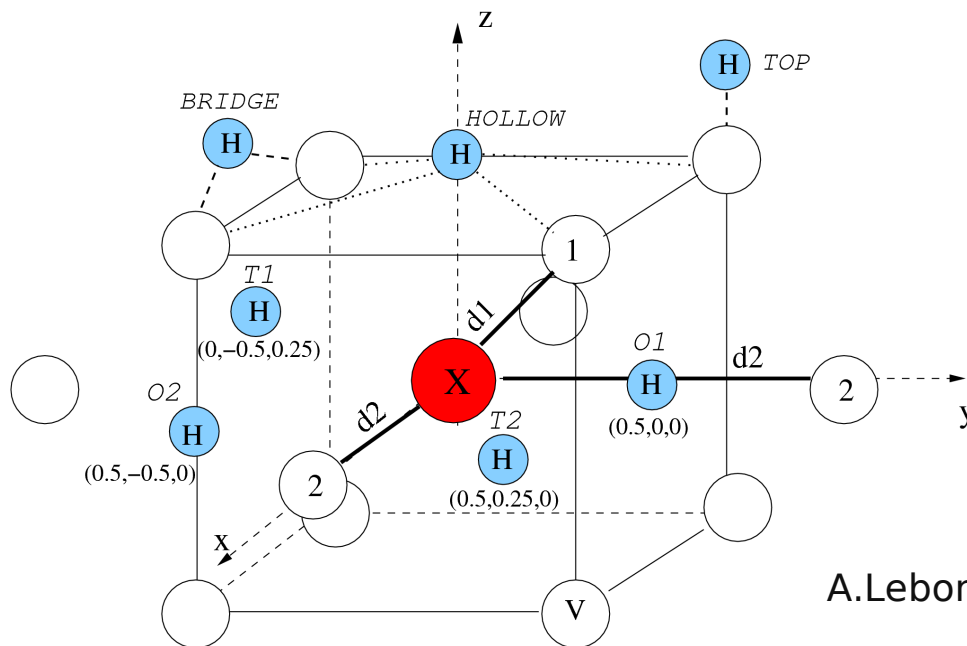 z
H
TOP
BRIDGE
H
HOLLOW
H
1
T1
H
(0,−0.5,0.25)
d1
O1
X
d2
H
2
y
(0.5,0,0)
O2
H
(0.5,−0.5,0)
d2
T2
H
(0.5,0.25,0)
2
x
V